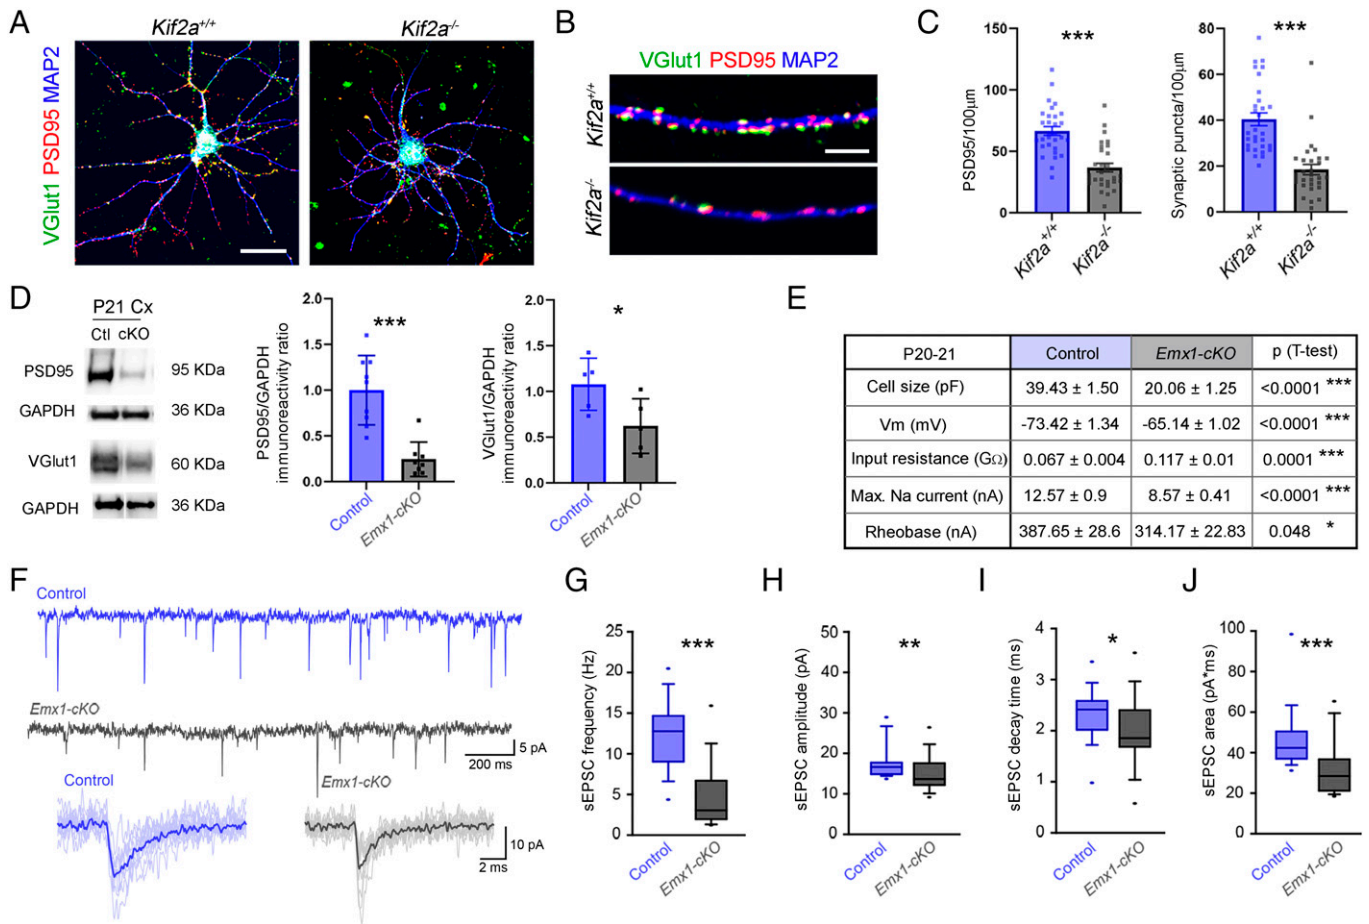 A
Kif2a+/+
Kif2a-/-
VGlut1 PSD95 MAP2
B
VGlut1 PSD95 MAP2
Kif2a+/+
Kif2a-/-
C
PSD95/100μm
150
100
50
0
***
Kif2a+/+
Kif2a-/-
Synaptic puncta/100μm
80
60
40
20
0
***
Kif2a+/+
Kif2a-/-
D
P21 Cx
Ctl cKO
PSD95 95 KDa
GAPDH 36 KDa
VGlut1 60 KDa
GAPDH 36 KDa
PSD95/GAPDH
immunoreactivity ratio
2.0
1.5
1.0
0.5
0.0
***
Control
Emx1-cKO
VGlut1/GAPDH
immunoreactivity ratio
2.0
1.5
1.0
0.5
0.0
*
Control
Emx1-cKO
E
P20-21 Control Emx1-cKO p (T-test)
Cell size (pF) 39.43 ± 1.50 20.06 ± 1.25 <0.0001 ***
Vm (mV) -73.42 ± 1.34 -65.14 ± 1.02 <0.0001 ***
Input resistance (GΩ) 0.067 ± 0.004 0.117 ± 0.01 0.0001 ***
Max. Na current (nA) 12.57 ± 0.9 8.57 ± 0.41 <0.0001 ***
Rheobase (nA) 387.65 ± 28.6 314.17 ± 22.83 0.048 *
F
Control
Emx1-cKO
5 pA
200 ms
Control
Emx1-cKO
10 pA
2 ms
G
sEPSC frequency (Hz)
25
20
15
10
5
0
***
Control
Emx1-cKO
H
sEPSC amplitude (pA)
50
40
30
20
10
0
**
Control
Emx1-cKO
I
sEPSC decay time (ms)
4
3
2
1
0
*
Control
Emx1-cKO
J
sEPSC area (pA*ms)
100
80
60
40
20
0
***
Control
Emx1-cKO